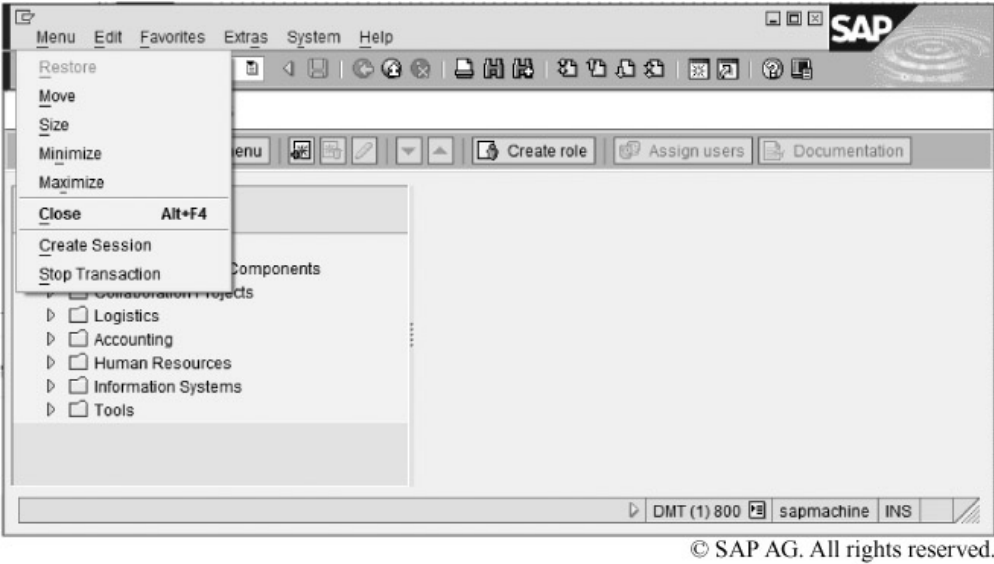 Menu Edit Favorites Extras System Help
SAP
Restore
Move
Size
Minimize
Maximize
Close Alt+F4
Create Session
Stop Transaction
Create role Assign users Documentation
Components
Collaboration Projects
Logistics
Accounting
Human Resources
Information Systems
Tools
DMT (1) 800 sapmachine INS
© SAP AG. All rights reserved.